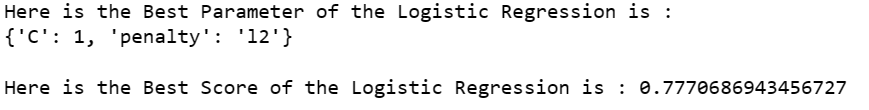 Here is the Best Parameter of the Logistic Regression is :
{'C': 1, 'penalty': 'l2'}
Here is the Best Score of the Logistic Regression is : 0.7770686943456727